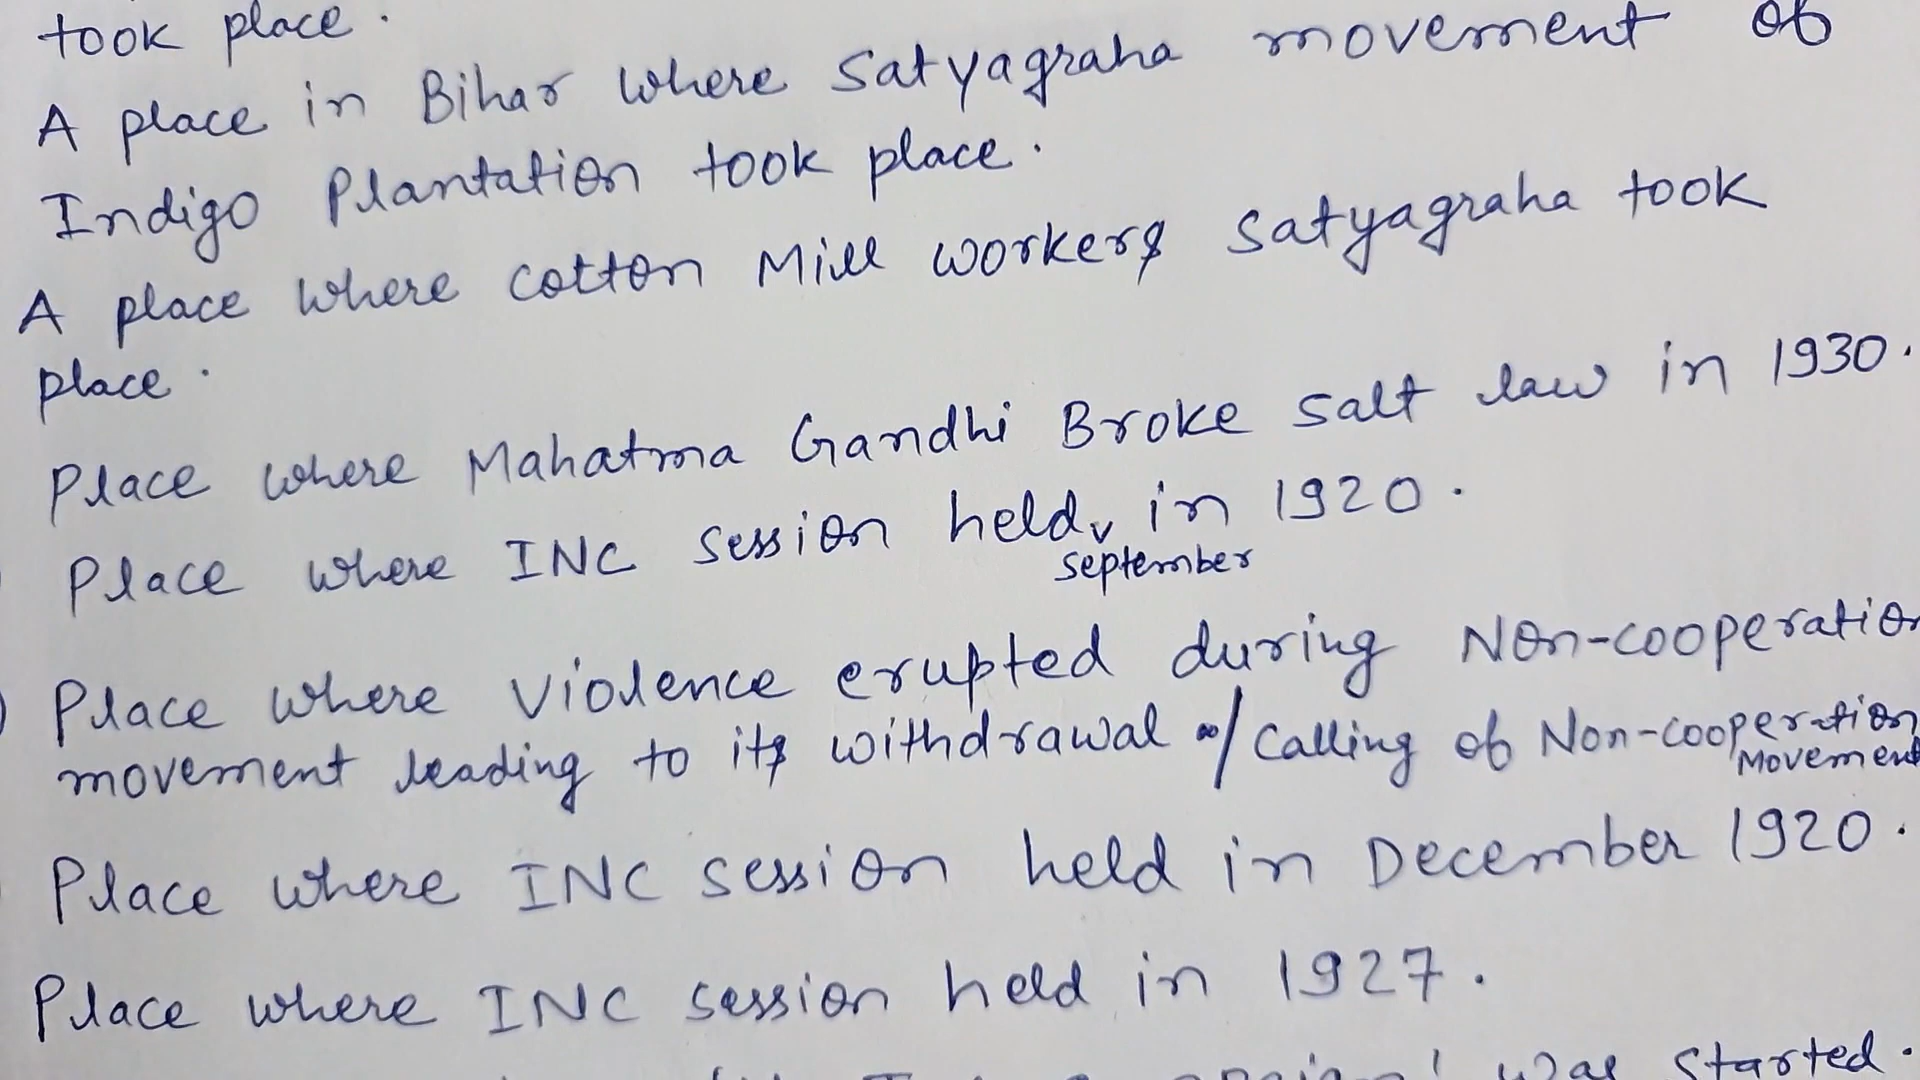 took place.
A place in Bihar where Satyagraha movement of
Indigo Plantation took place.
A place where cotton Mill workers Satyagraha took
place.
Place where Mahatma Gandhi Broke salt law in 1930.
Place where INC session held in 1920.
September
Place where violence erupted during Non-cooperation
movement leading to its withdrawal / Calling of Non-cooperation
Movement
Place where INC session held in December 1920.
Place where INC session held in 1927.
was started.